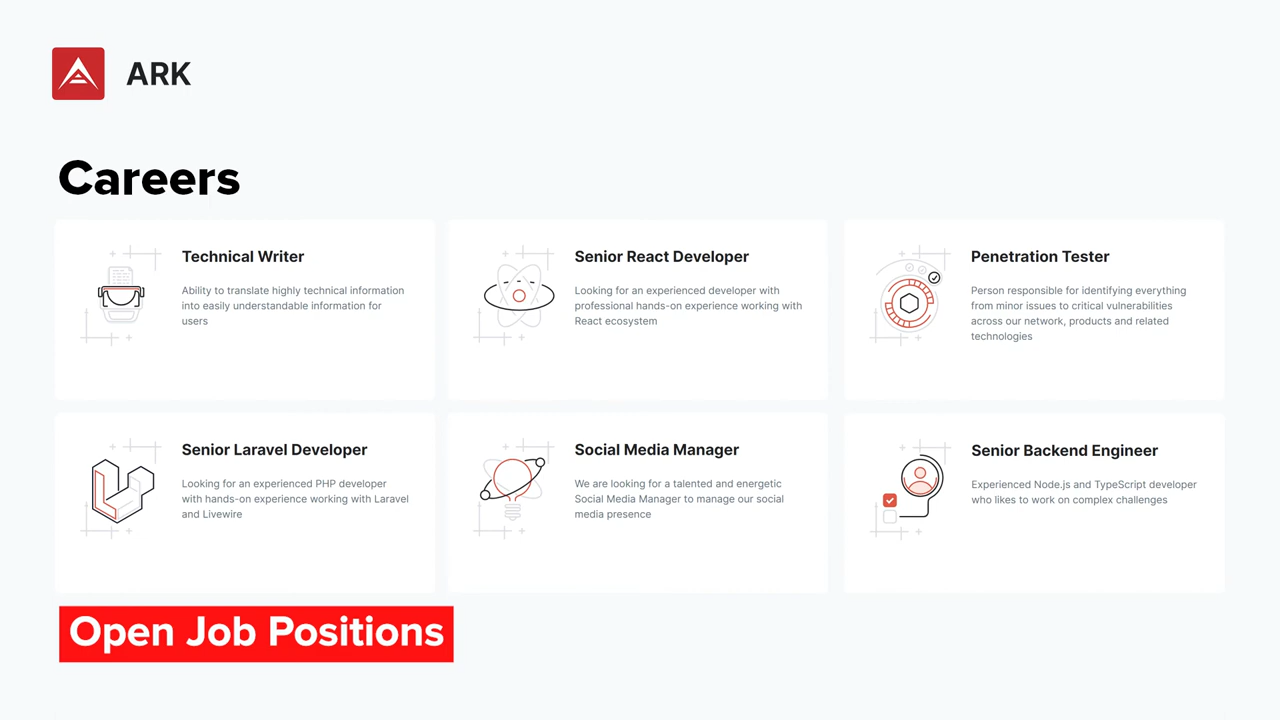 ARK
Careers
Technical Writer
Ability to translate highly technical information
into easily understandable information for
users
Senior React Developer
Looking for an experienced developer with
professional hands-on experience working with
React ecosystem
Penetration Tester
Person responsible for identifying everything
from minor issues to critical vulnerabilities
across our network, products and related
technologies
Senior Laravel Developer
Looking for an experienced PHP developer
with hands-on experience working with Laravel
and Livewire
Social Media Manager
We are looking for a talented and energetic
Social Media Manager to manage our social
media presence
Senior Backend Engineer
Experienced Node.js and TypeScript developer
who likes to work on complex challenges
Open Job Positions